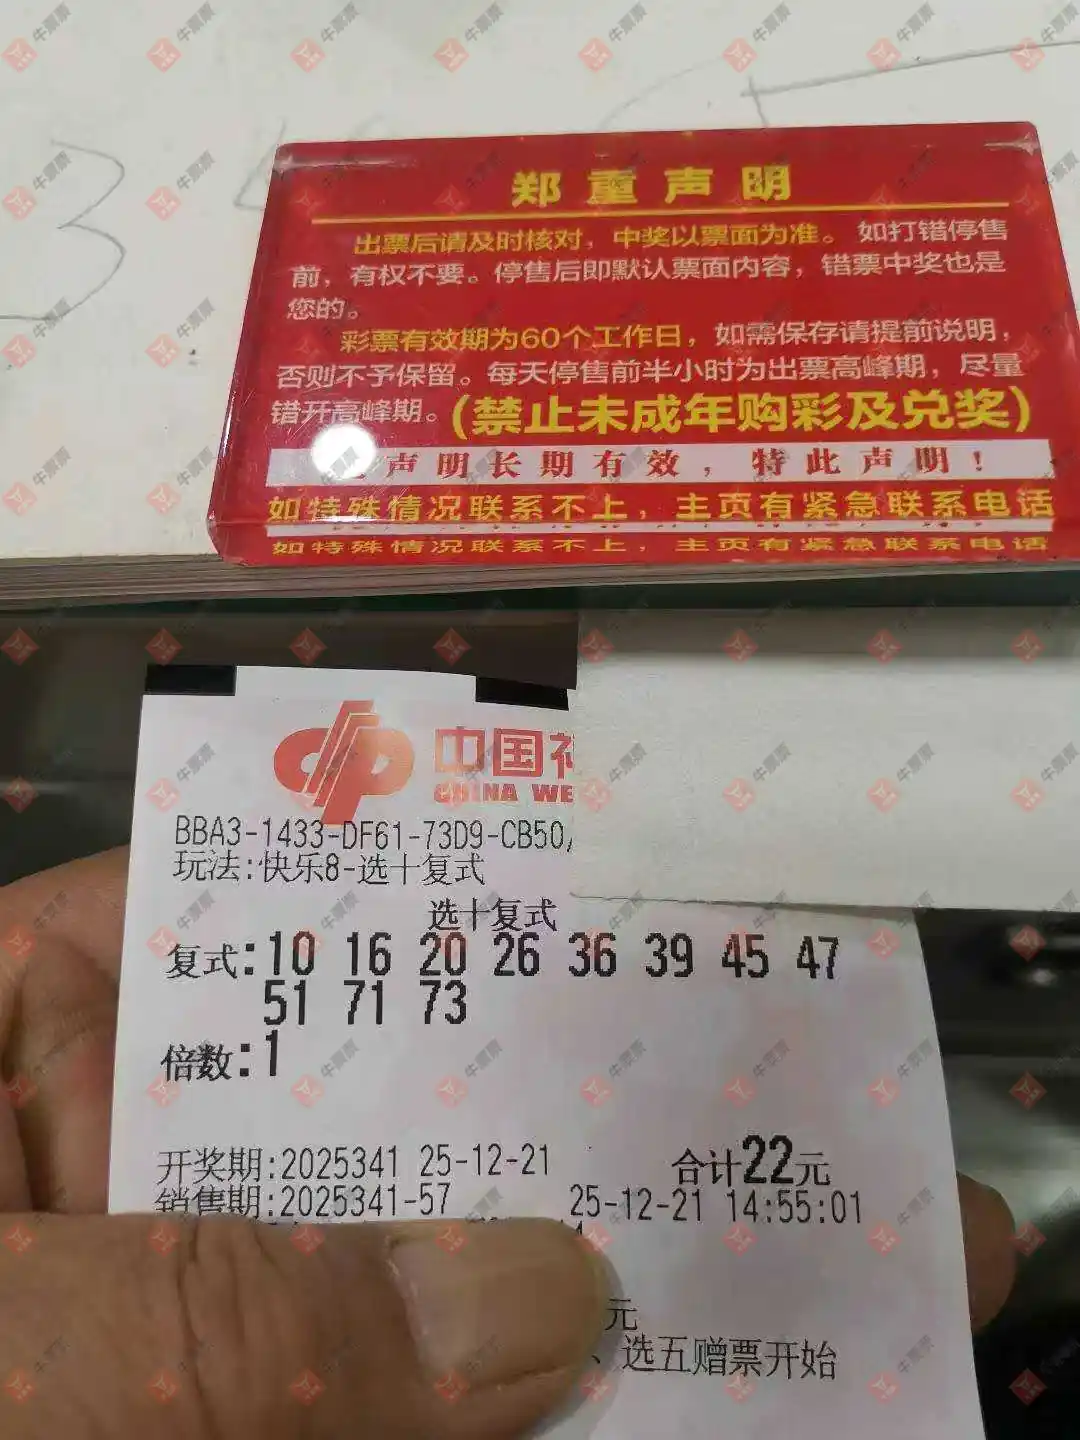 郑重声明
出票后请及时核对，中奖以票面为准。如打错停售
前，有权不要。停售后即默认票面内容，错票中奖也是
您的。
彩票有效期为60个工作日，如需保存请提前说明，
否则不予保留。每天停售前半小时为出票高峰期，尽量
错开高峰期。(禁止未成年购彩及兑奖)
声明长期有效，特此声明！
如特殊情况联系不上，主页有紧急联系电话
如特殊情况联系不上，主页有紧急联系电话
中国
CHINA WE
BBA3-1433-DF61-73D9-CB50
玩法:快乐8-选十复式
选十复式
复式:10 16 20 26 36 39 45 47
51 71 73
倍数:1
开奖期:2025341 25-12-21 合计22元
销售期:2025341-57 25-12-21 14:55:01
元
、选五赠票开始
牛票票